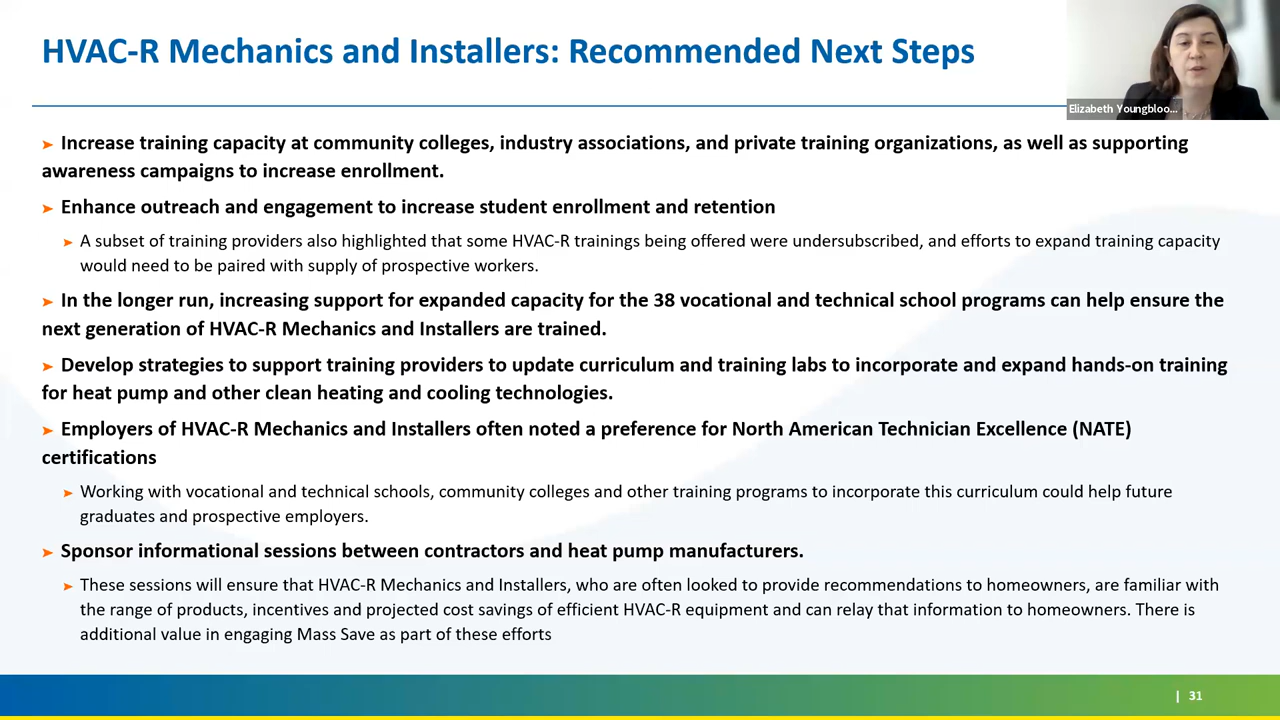 HVAC-R Mechanics and Installers: Recommended Next Steps
Elizabeth Youngbloo...
➤ Increase training capacity at community colleges, industry associations, and private training organizations, as well as supporting
awareness campaigns to increase enrollment.
➤ Enhance outreach and engagement to increase student enrollment and retention
➤ A subset of training providers also highlighted that some HVAC-R trainings being offered were undersubscribed, and efforts to expand training capacity
would need to be paired with supply of prospective workers.
➤ In the longer run, increasing support for expanded capacity for the 38 vocational and technical school programs can help ensure the
next generation of HVAC-R Mechanics and Installers are trained.
➤ Develop strategies to support training providers to update curriculum and training labs to incorporate and expand hands-on training
for heat pump and other clean heating and cooling technologies.
➤ Employers of HVAC-R Mechanics and Installers often noted a preference for North American Technician Excellence (NATE)
certifications
➤ Working with vocational and technical schools, community colleges and other training programs to incorporate this curriculum could help future
graduates and prospective employers.
➤ Sponsor informational sessions between contractors and heat pump manufacturers.
➤ These sessions will ensure that HVAC-R Mechanics and Installers, who are often looked to provide recommendations to homeowners, are familiar with
the range of products, incentives and projected cost savings of efficient HVAC-R equipment and can relay that information to homeowners. There is
additional value in engaging Mass Save as part of these efforts
| 31